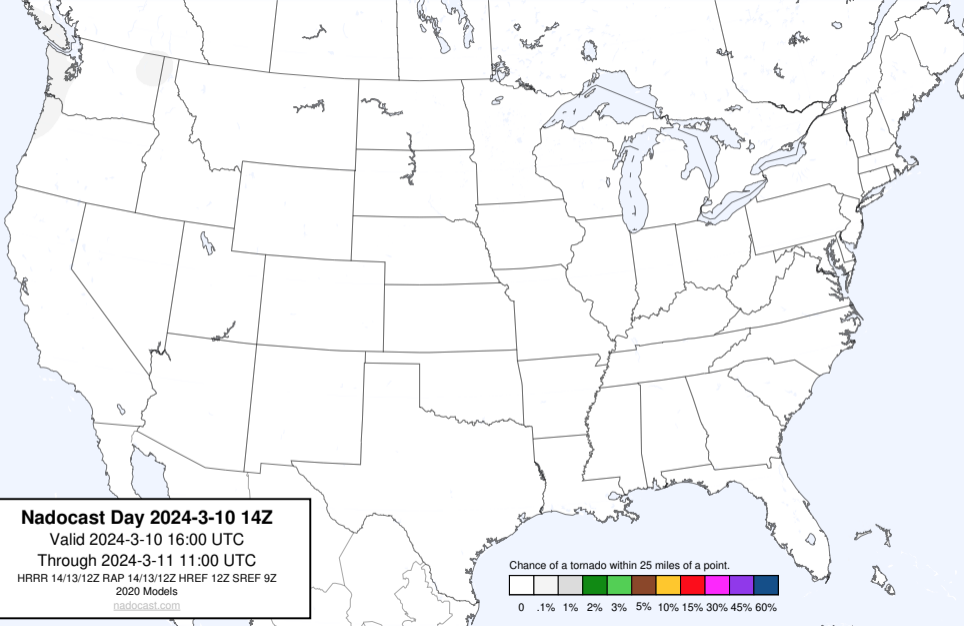 Nadocast Day 2024-3-10 14Z
Valid 2024-3-10 16:00 UTC
Through 2024-3-11 11:00 UTC
HRRR 14/13/12Z RAP 14/13/12Z HREF 12Z SREF 9Z
2020 Models
nadocast.com
Chance of a tornado within 25 miles of a point.
0 .1% 1% 2% 3% 5% 10% 15% 30% 45% 60%